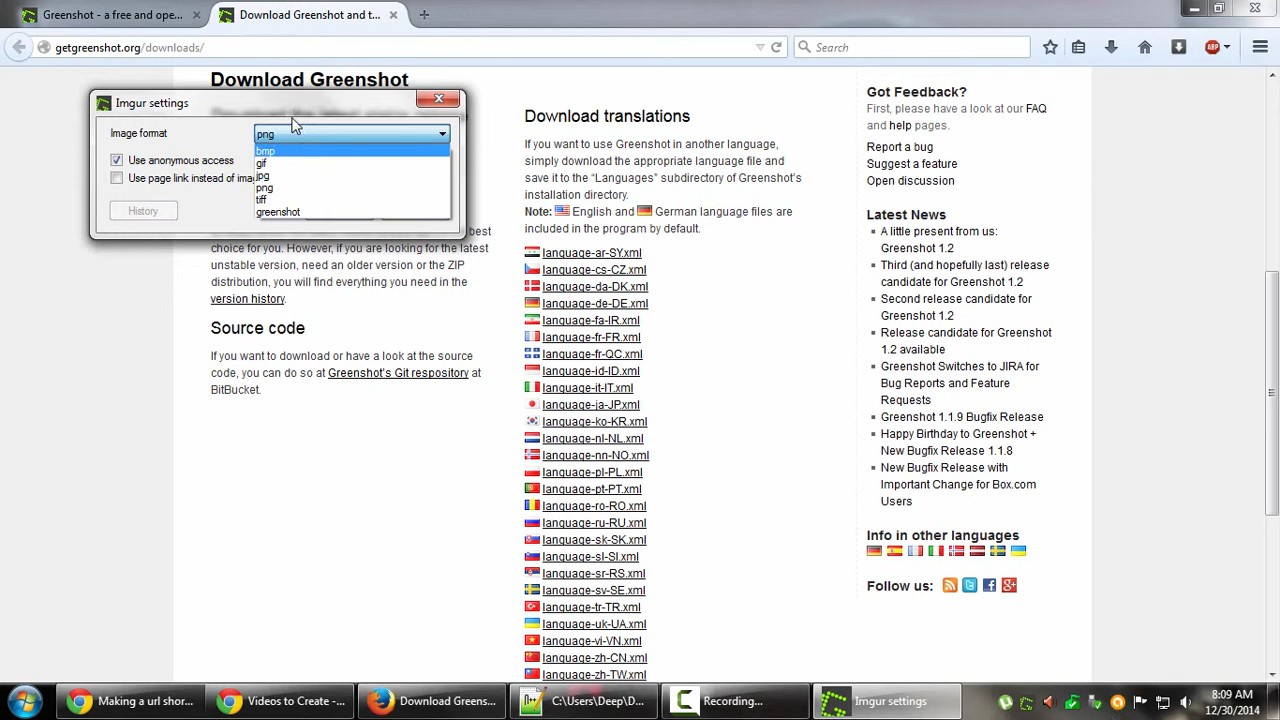 Greenshot - a free and ope...
Download Greenshot and t...
getgreenshot.org/downloads/
Search
ABP
Download Greenshot
Imgur settings
Image format
png
bmp
gif
jpg
png
tiff
greenshot
Use anonymous access
Use page link instead of imag
History
best
choice for you. However, if you are looking for the latest
unstable version, need an older version or the ZIP
distribution, you will find everything you need in the
version history.
Source code
If you want to download or have a look at the source
code, you can do so at Greenshot's Git respository at
BitBucket.
Download translations
If you want to use Greenshot in another language,
simply download the appropriate language file and
save it to the “Languages” subdirectory of Greenshot's
installation directory.
Note: English and German language files are
included in the program by default.
language-ar-SY.xml
language-cs-CZ.xml
language-da-DK.xml
language-de-DE.xml
language-fa-IR.xml
language-fr-FR.xml
language-fr-QC.xml
language-id-ID.xml
language-it-IT.xml
language-ja-JP.xml
language-ko-KR.xml
language-nl-NL.xml
language-nn-NO.xml
language-pl-PL.xml
language-pt-PT.xml
language-ro-RO.xml
language-ru-RU.xml
language-sk-SK.xml
language-sl-SI.xml
language-sr-RS.xml
language-sv-SE.xml
language-tr-TR.xml
language-uk-UA.xml
language-vi-VN.xml
language-zh-CN.xml
language-zh-TW.xml
Got Feedback?
First, please have a look at our FAQ
and help pages.
Report a bug
Suggest a feature
Open discussion
Latest News
A little present from us:
Greenshot 1.2
Third (and hopefully last) release
candidate for Greenshot 1.2
Second release candidate for
Greenshot 1.2
Release candidate for Greenshot
1.2 available
Greenshot Switches to JIRA for
Bug Reports and Feature
Requests
Greenshot 1.1.9 Bugfix Release
Happy Birthday to Greenshot +
New Bugfix Release 1.1.8
New Bugfix Release with
Important Change for Box.com
Users
Info in other languages
Follow us:
Making a url shor...
Videos to Create -...
Download Greens...
C:\Users\Deep\D...
Recording...
Imgur settings
8:09 AM
12/30/2014